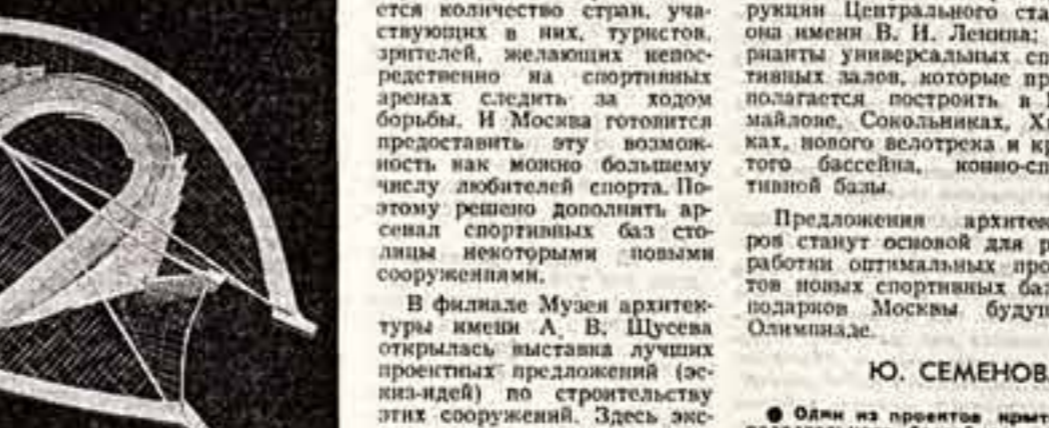 ется количество стран, уча-
ствующих в них, туристов,
зрителей, желающих непос-
редственно на спортивных
аренах следить за ходом
борьбы. И Москва готовится
предоставить эту возмож-
ность как можно большему
числу любителей спорта. По-
этому решено дополнить ар-
сенал спортивных баз сто-
лицы некоторыми новыми
сооружениями.
В филиале Музея архитек-
туры имени А. В. Щусева
открылась выставка лучших
проектных предложений (эс-
киз-идей) по строительству
этих сооружений. Здесь экс-
рукции Центрального ста
она имени В. И. Ленина;
рианты универсальных сп
тивных залов, которые пр
полагается построить в
майлове, Сокольниках, Х
ках, нового велотрека и кр
того бассейна, конно-сп
тивной базы.
Предложения архитек
ров станут основой для р
работки оптимальных про
тов новых спортивных баз
подарков Москвы будущ
Олимпиаде.
Ю. СЕМЕНОВ
● Один из проектов крыт